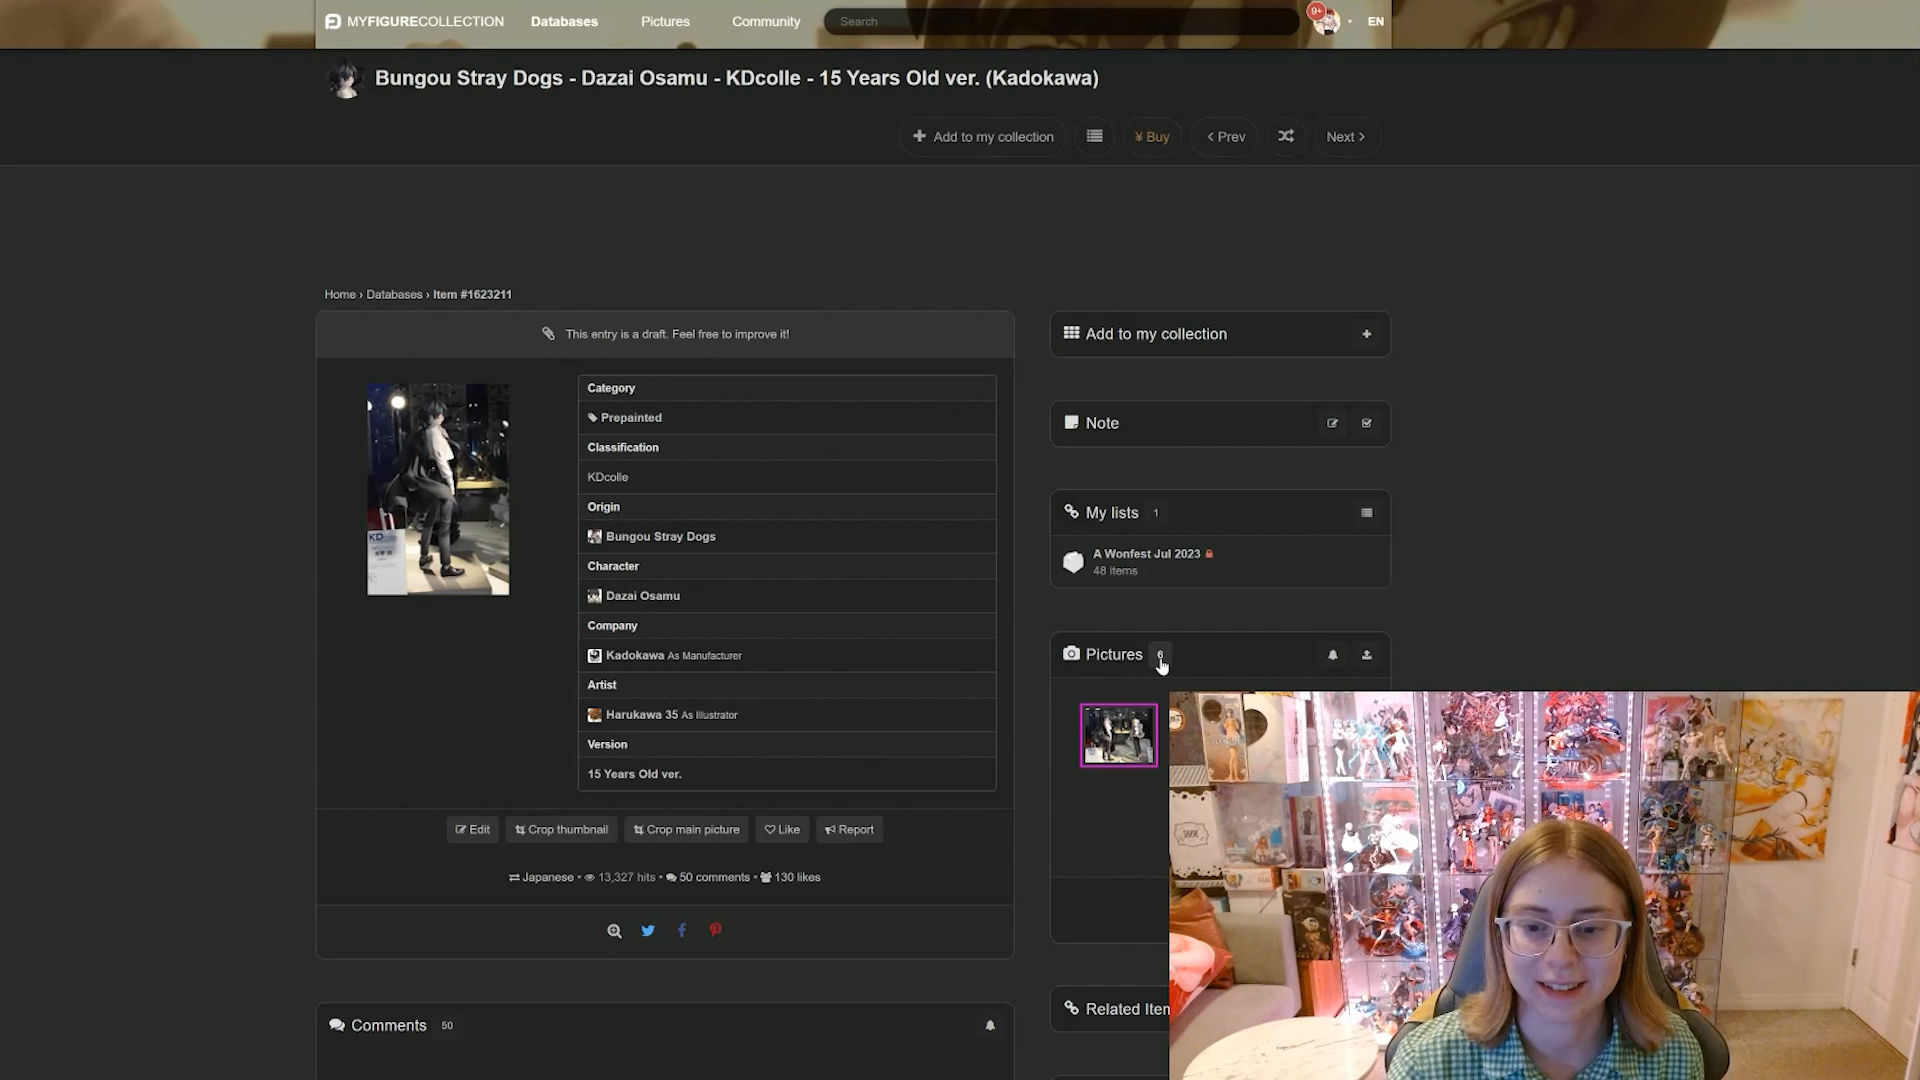 MYFIGURECOLLECTION
Databases
Pictures
Community
Search
9+
EN
Bungou Stray Dogs - Dazai Osamu - KDcolle - 15 Years Old ver. (Kadokawa)
Add to my collection
¥ Buy
Prev
Next
Home › Databases › Item #1623211
This entry is a draft. Feel free to improve it!
KD
Category
Prepainted
Classification
KDcolle
Origin
Bungou Stray Dogs
Character
Dazai Osamu
Company
Kadokawa As Manufacturer
Artist
Harukawa 35 As Illustrator
Version
15 Years Old ver.
Edit
Crop thumbnail
Crop main picture
Like
Report
Japanese • 13,327 hits • 50 comments • 130 likes
Comments 50
Add to my collection
Note
My lists 1
A Wonfest Jul 2023
48 items
Pictures 6
Related Iten